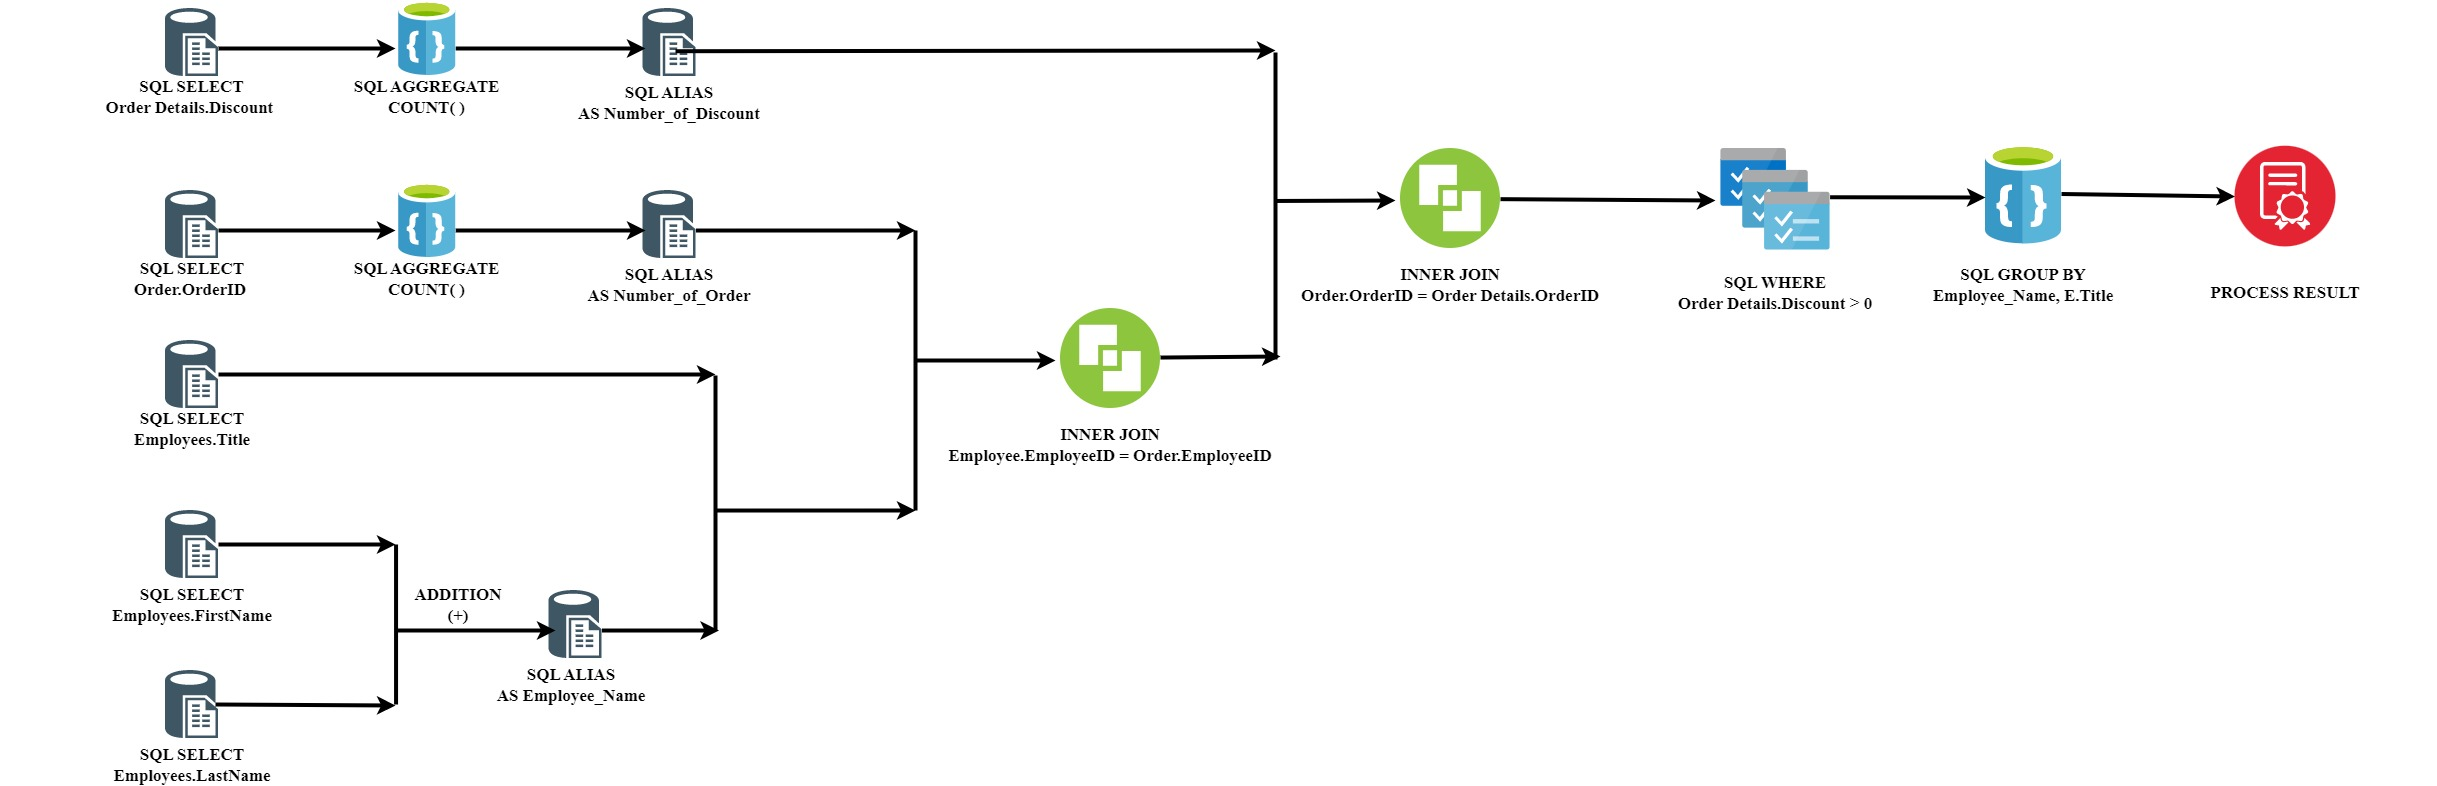 SQL SELECT
Order Details.Discount
SQL AGGREGATE
COUNT( )
SQL ALIAS
AS Number_of_Discount
SQL SELECT
Order.OrderID
SQL AGGREGATE
COUNT( )
SQL ALIAS
AS Number_of_Order
INNER JOIN
Order.OrderID = Order Details.OrderID
SQL WHERE
Order Details.Discount > 0
SQL GROUP BY
Employee_Name, E.Title
PROCESS RESULT
SQL SELECT
Employees.Title
INNER JOIN
Employee.EmployeeID = Order.EmployeeID
SQL SELECT
Employees.FirstName
ADDITION
(+)
SQL ALIAS
AS Employee_Name
SQL SELECT
Employees.LastName